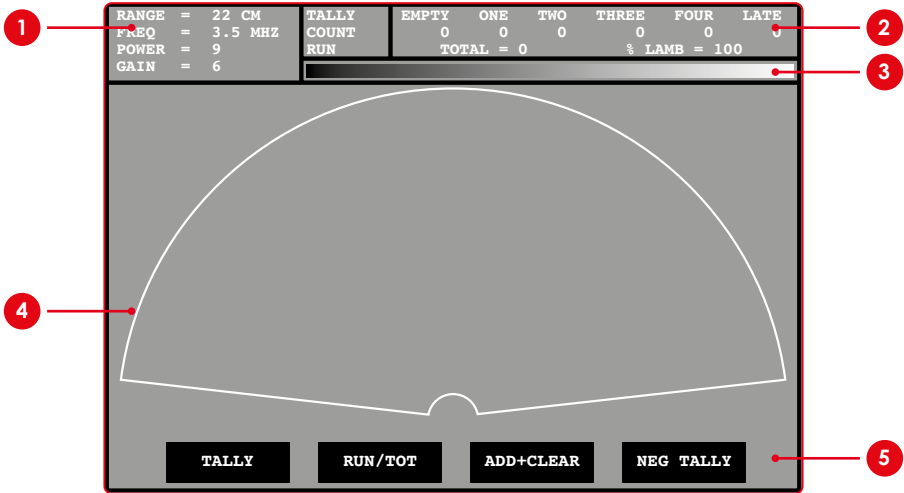 RANGE = 22 CM
FREQ = 3.5 MHZ
POWER = 9
GAIN = 6
TALLY EMPTY ONE TWO THREE FOUR LATE
COUNT 0 0 0 0 0 0
RUN TOTAL = 0 % LAMB = 100
1
2
3
4
TALLY RUN/TOT ADD+CLEAR NEG TALLY
5